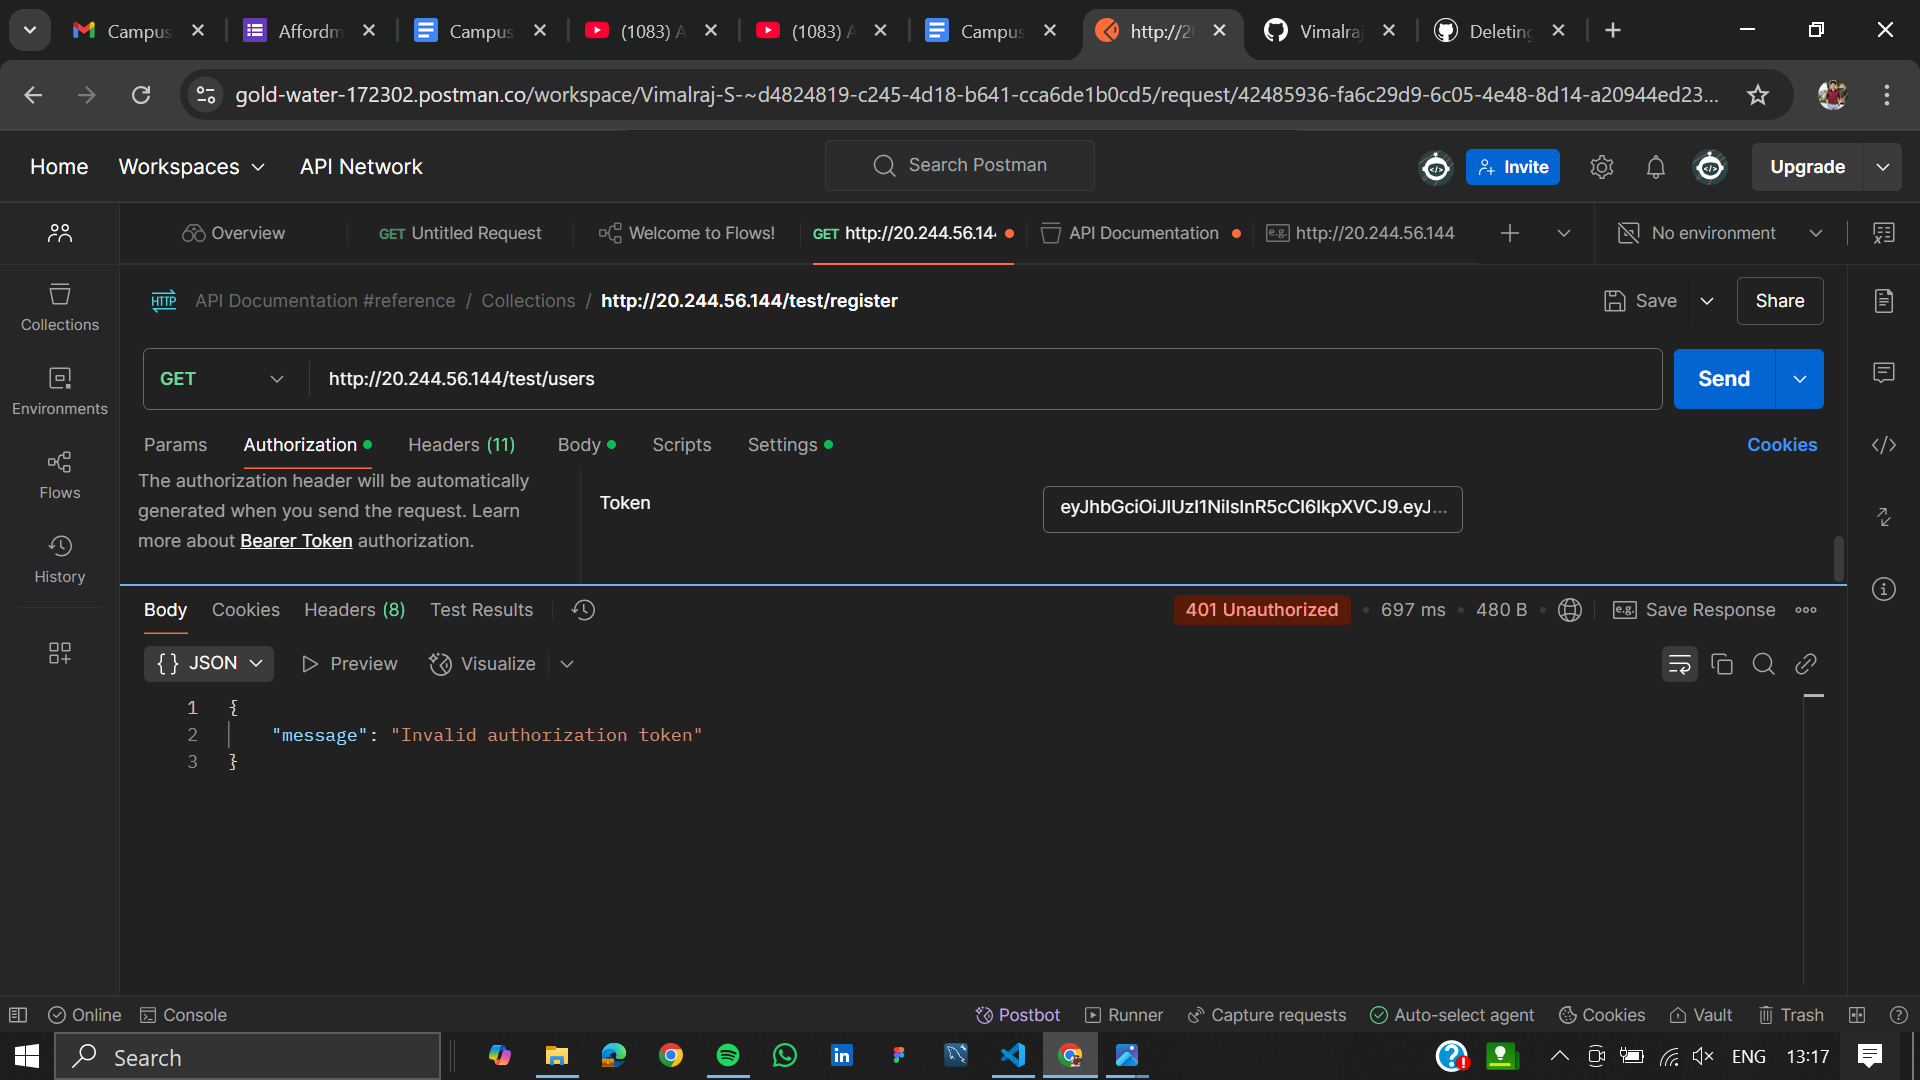 Campus
Affordm
Campus
(1083) A
(1083) A
Campus
http://2
Vimalra
Deleting
gold-water-172302.postman.co/workspace/Vimalraj-S-~d4824819-c245-4d18-b641-cca6de1b0cd5/request/42485936-fa6c29d9-6c05-4e48-8d14-a20944ed23...
Home
Workspaces
API Network
Search Postman
Invite
Upgrade
Overview
GET Untitled Request
Welcome to Flows!
GET http://20.244.56.144
API Documentation
e.g. http://20.244.56.144
No environment
HTTP API Documentation #reference / Collections / http://20.244.56.144/test/register
Save
Share
Collections
Environments
Flows
History
GET
http://20.244.56.144/test/users
Send
Params
Authorization
Headers (11)
Body
Scripts
Settings
Cookies
The authorization header will be automatically
generated when you send the request. Learn
more about Bearer Token authorization.
Token
eyJhbGciOiJIUzI1NiIsInR5cCI6IkpXVCJ9.eyJ...
Body
Cookies
Headers (8)
Test Results
401 Unauthorized
697 ms
480 B
e.g. Save Response
{} JSON
Preview
Visualize
1 {
2 "message": "Invalid authorization token"
3 }
Online
Console
Postbot
Runner
Capture requests
Auto-select agent
Cookies
Vault
Trash
Search
ENG
13:17